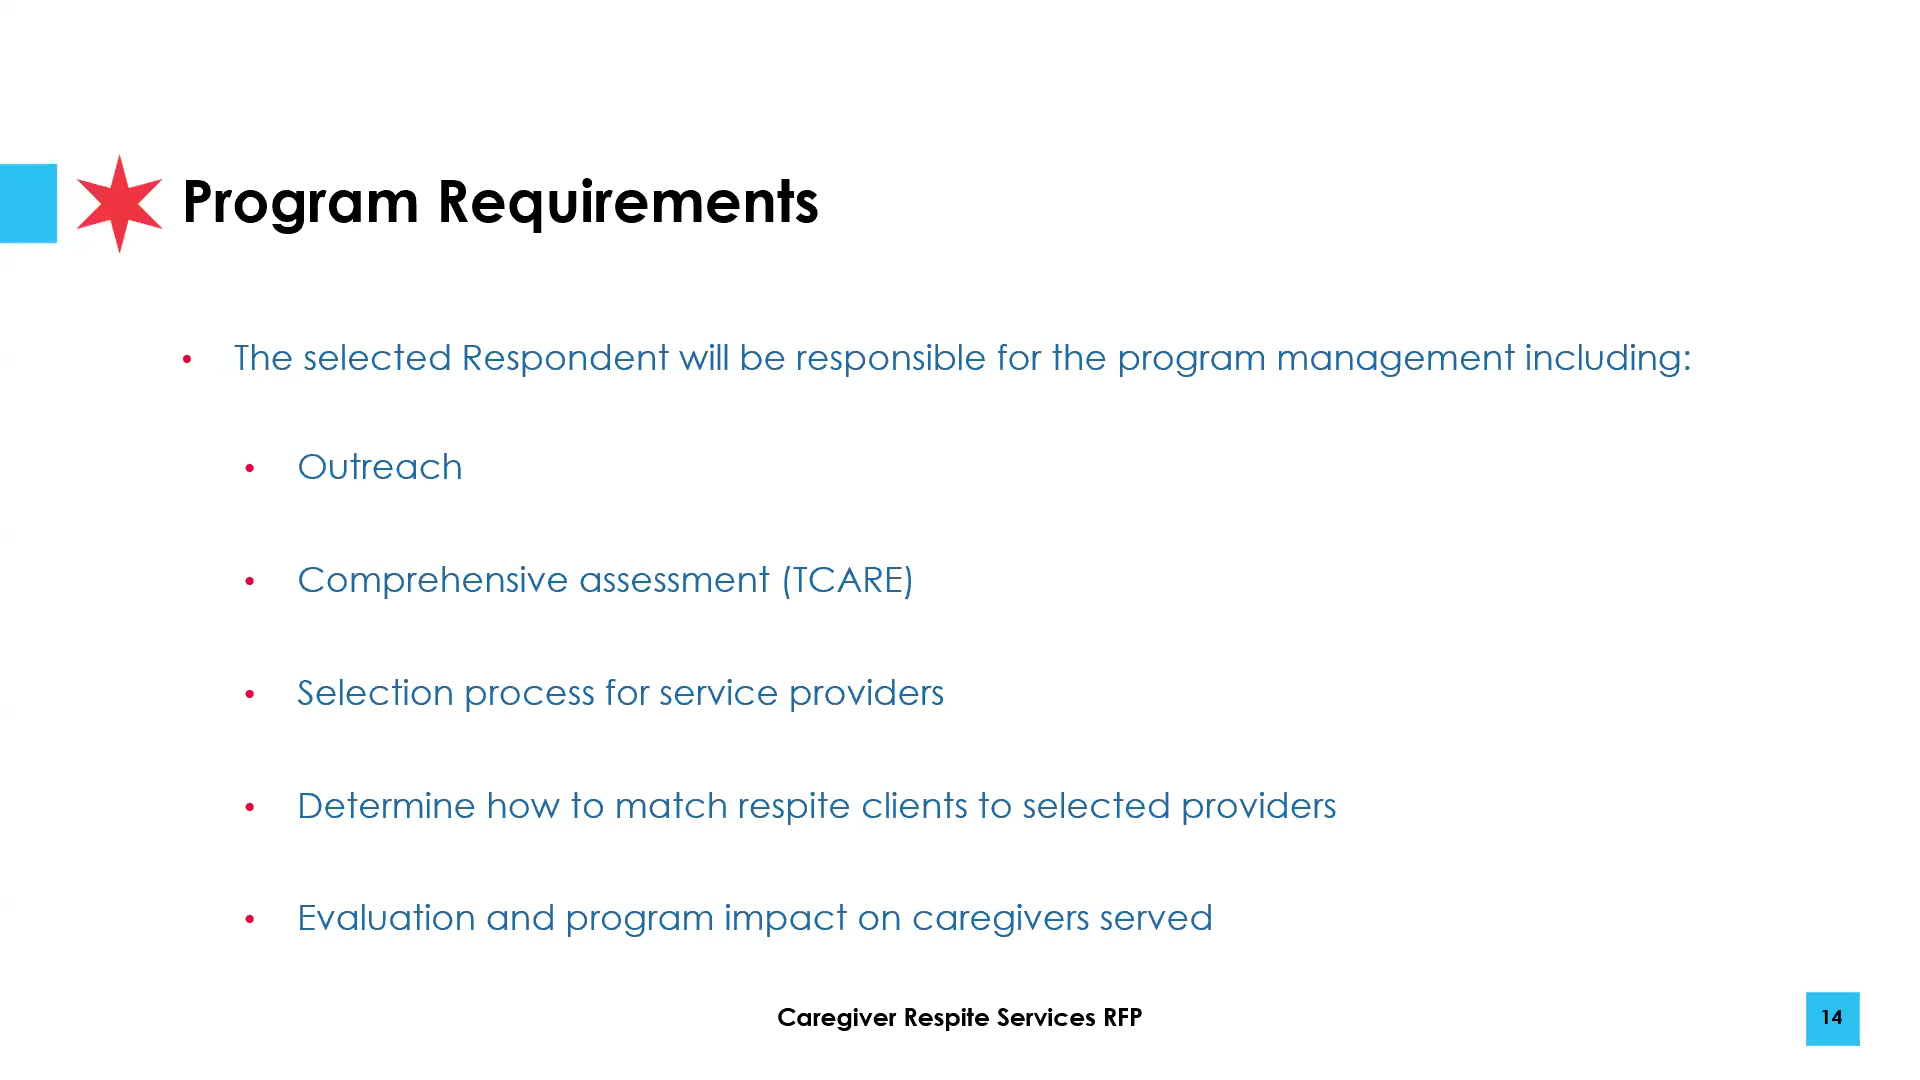 Program Requirements
• The selected Respondent will be responsible for the program management including:
• Outreach
• Comprehensive assessment (TCARE)
• Selection process for service providers
• Determine how to match respite clients to selected providers
• Evaluation and program impact on caregivers served
Caregiver Respite Services RFP
14